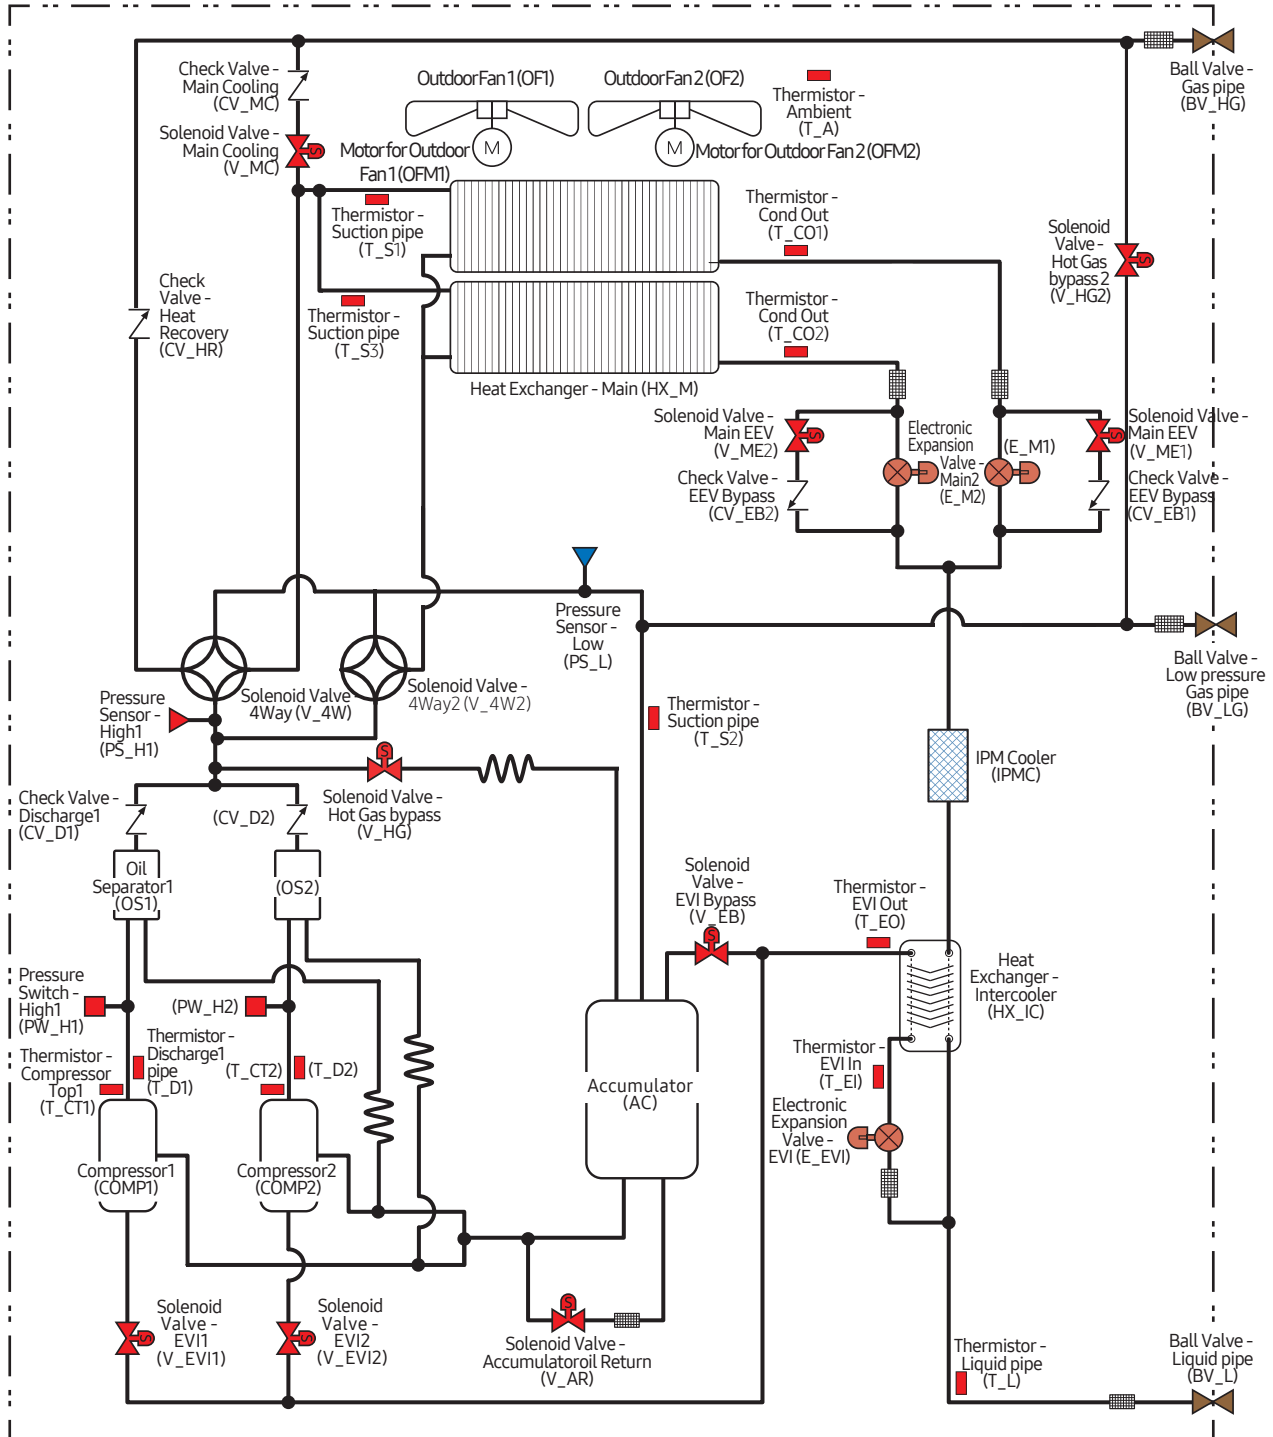 Check Valve -
Main Cooling
(CV_MC)
Solenoid Valve -
Main Cooling
(V_MC)
OutdoorFan 1 (OF1)
OutdoorFan 2 (OF2)
M
M
Motor for Outdoor
Fan 1 (OFM1)
Motor for Outdoor Fan 2 (OFM2)
Thermistor -
Ambient
(T_A)
Ball Valve -
Gas pipe
(BV_HG)
S
Thermistor -
Suction pipe
(T_S1)
Thermistor -
Cond Out
(T_CO1)
Solenoid
Valve -
Hot Gas
bypass 2
(V_HG2)
S
Check
Valve -
Heat
Recovery
(CV_HR)
Thermistor -
Suction pipe
(T_S3)
Thermistor -
Cond Out
(T_CO2)
Heat Exchanger - Main (HX_M)
Solenoid Valve -
Main EEV
(V_ME2)
S
Electronic
Expansion
Valve -
Main2
(E_M2)
(E_M1)
Solenoid Valve -
Main EEV
(V_ME1)
S
Check Valve -
EEV Bypass
(CV_EB2)
Check Valve -
EEV Bypass
(CV_EB1)
Pressure
Sensor -
Low
(PS_L)
Solenoid Valve -
4Way (V_4W)
Solenoid Valve -
4Way2 (V_4W2)
Pressure
Sensor -
High1
(PS_H1)
Thermistor -
Suction pipe
(T_S2)
Ball Valve -
Low pressure
Gas pipe
(BV_LG)
IPM Cooler
(IPMC)
S
Solenoid Valve -
Hot Gas bypass
(V_HG)
Check Valve -
Discharge1
(CV_D1)
(CV_D2)
Oil
Separator1
(OS1)
(OS2)
Solenoid
Valve -
EVI Bypass
(V_EB)
S
Thermistor -
EVI Out
(T_EO)
Heat
Exchanger -
Intercooler
(HX_IC)
Pressure
Switch -
High1
(PW_H1)
(PW_H2)
Thermistor -
Discharge1
pipe
(T_D1)
Thermistor -
Compressor
Top1
(T_CT1)
(T_CT2)
(T_D2)
Thermistor -
EVI In
(T_EI)
Accumulator
(AC)
Electronic
Expansion
Valve -
EVI (E_EVI)
Compressor1
(COMP1)
Compressor2
(COMP2)
Solenoid
Valve -
EVI1
(V_EVI1)
S
Solenoid
Valve -
EVI2
(V_EVI2)
S
S
Solenoid Valve -
Accumulatoroil Return
(V_AR)
Thermistor -
Liquid pipe
(T_L)
Ball Valve -
Liquid pipe
(BV_L)